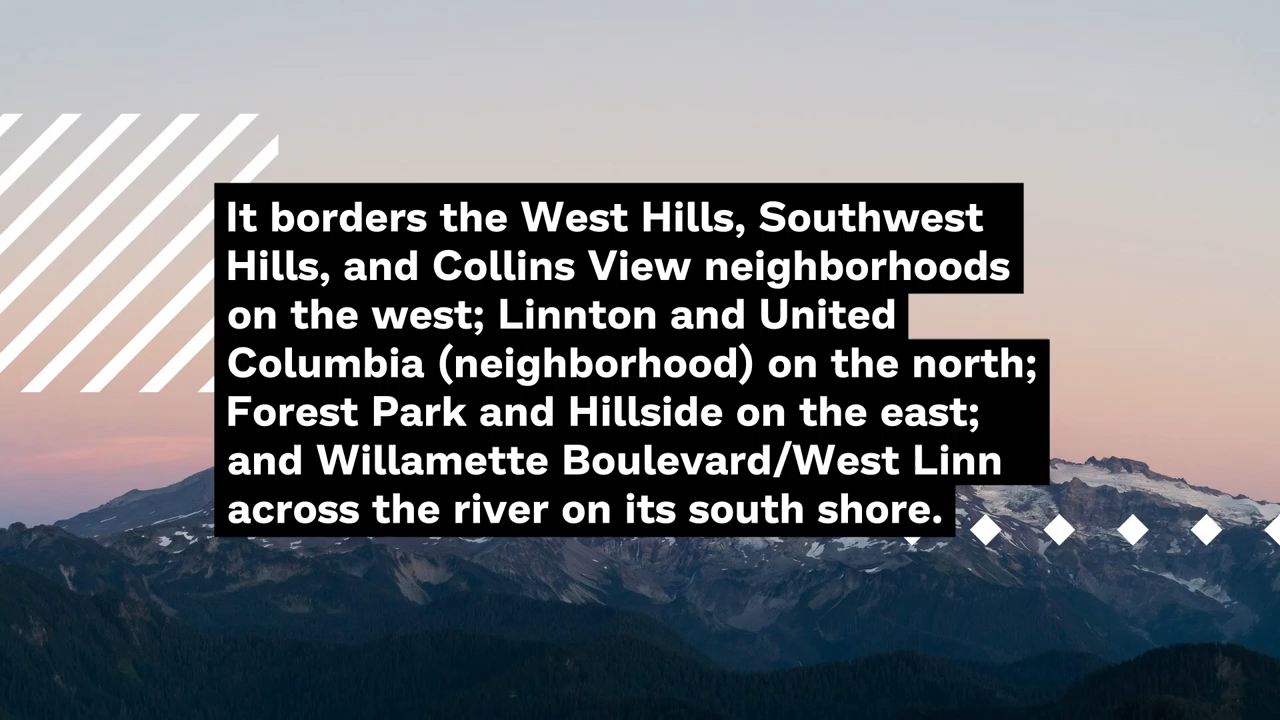 It borders the West Hills, Southwest
Hills, and Collins View neighborhoods
on the west; Linnton and United
Columbia (neighborhood) on the north;
Forest Park and Hillside on the east;
and Willamette Boulevard/West Linn
across the river on its south shore.